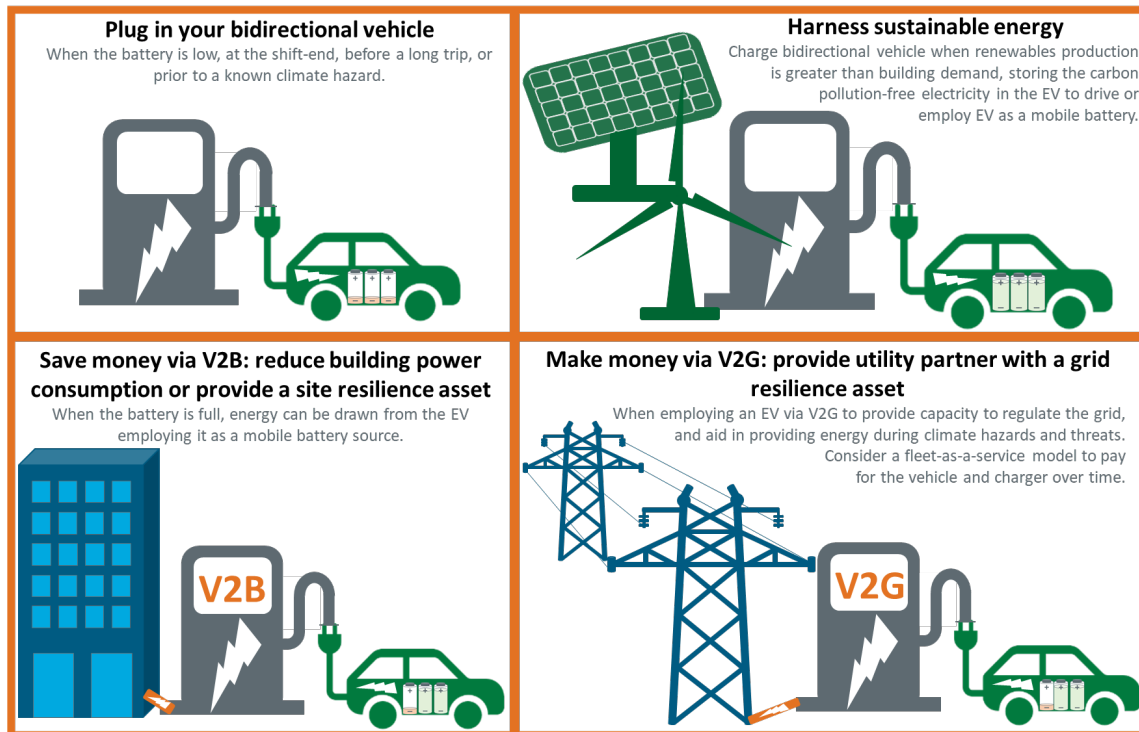 Plug in your bidirectional vehicle
When the battery is low, at the shift-end, before a long trip, or
prior to a known climate hazard.
Harness sustainable energy
Charge bidirectional vehicle when renewables production
is greater than building demand, storing the carbon
pollution-free electricity in the EV to drive or
employ EV as a mobile battery.
Save money via V2B: reduce building power
consumption or provide a site resilience asset
When the battery is full, energy can be drawn from the EV
employing it as a mobile battery source.
V2B
Make money via V2G: provide utility partner with a grid
resilience asset
When employing an EV via V2G to provide capacity to regulate the grid,
and aid in providing energy during climate hazards and threats.
Consider a fleet-as-a-service model to pay
for the vehicle and charger over time.
V2G